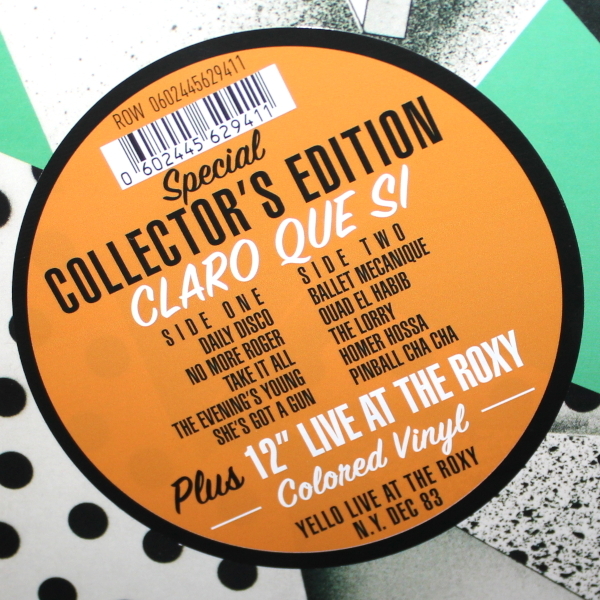 ROW 0602445629411
0 602445 629411
Special
COLLECTOR'S EDITION
CLARO QUE SI
SIDE ONE
DAILY DISCO
NO MORE ROGER
TAKE IT ALL
THE EVENING'S YOUNG
SHE'S GOT A GUN
SIDE TWO
BALLET MECANIQUE
QUAD EL HABIB
THE LORRY
HOMER HOSSA
PINBALL CHA CHA
Plus 12" LIVE AT THE ROXY
Colored Vinyl
YELLO LIVE AT THE ROXY
N.Y. DEC 83